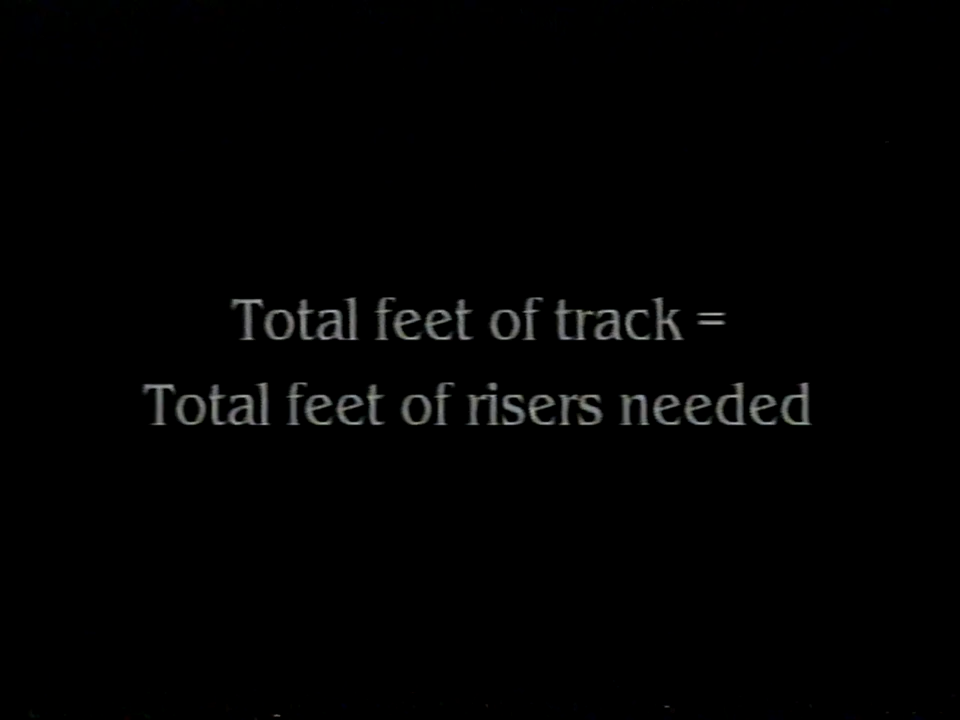 Total feet of track =
Total feet of risers needed